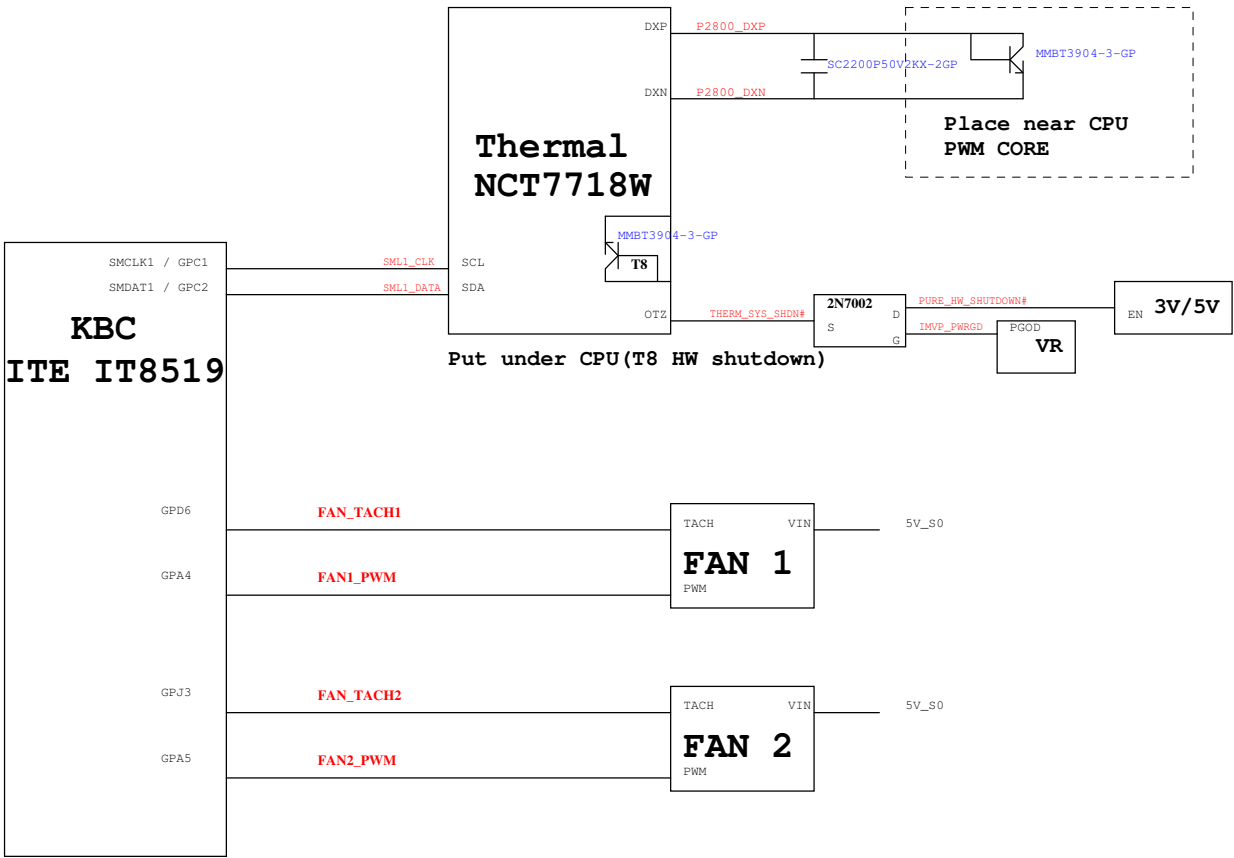 DXP
P2800_DXP
MMBT3904-3-GP
SC2200P50V2KX-2GP
DXN
P2800_DXN
Place near CPU
PWM CORE
Thermal
NCT7718W
MMBT3904-3-GP
T8
SMCLK1 / GPC1
SML1_CLK
SCL
SMDAT1 / GPC2
SML1_DATA
SDA
KBC
ITE IT8519
OTZ
THERM_SYS_SHDN#
2N7002
S
D
G
PURE_HW_SHUTDOWN#
IMVP_PWRGD
PGOD
VR
EN
3V/5V
Put under CPU(T8 HW shutdown)
GPD6
FAN_TACH1
TACH
VIN
5V_S0
FAN 1
GPA4
FAN1_PWM
PWM
GPJ3
FAN_TACH2
TACH
VIN
5V_S0
FAN 2
GPA5
FAN2_PWM
PWM